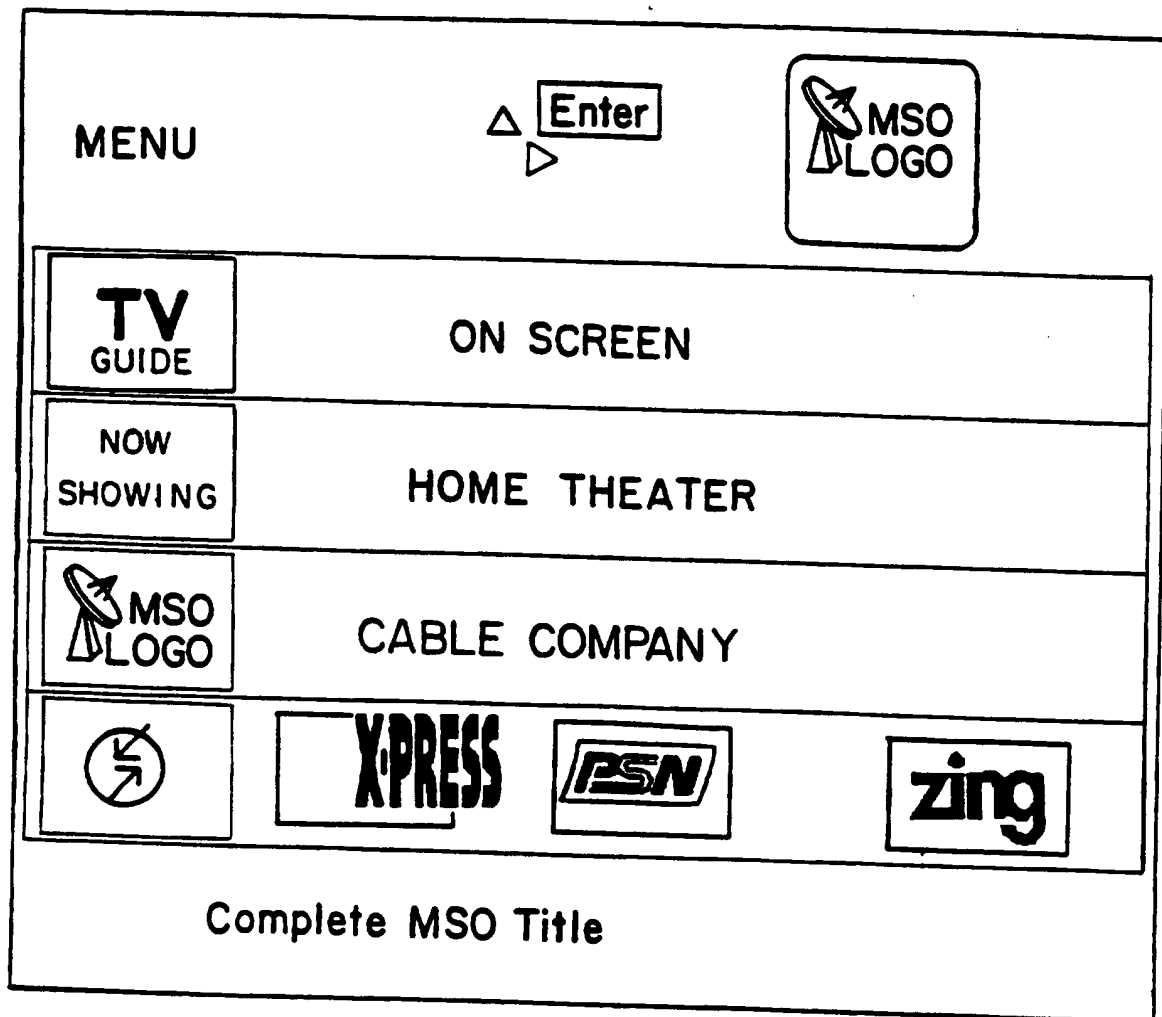 MENU
Enter
MSO
LOGO
TV
GUIDE
ON SCREEN
NOW
SHOWING
HOME THEATER
MSO
LOGO
CABLE COMPANY
X·PRESS
PSN
zing
Complete MSO Title